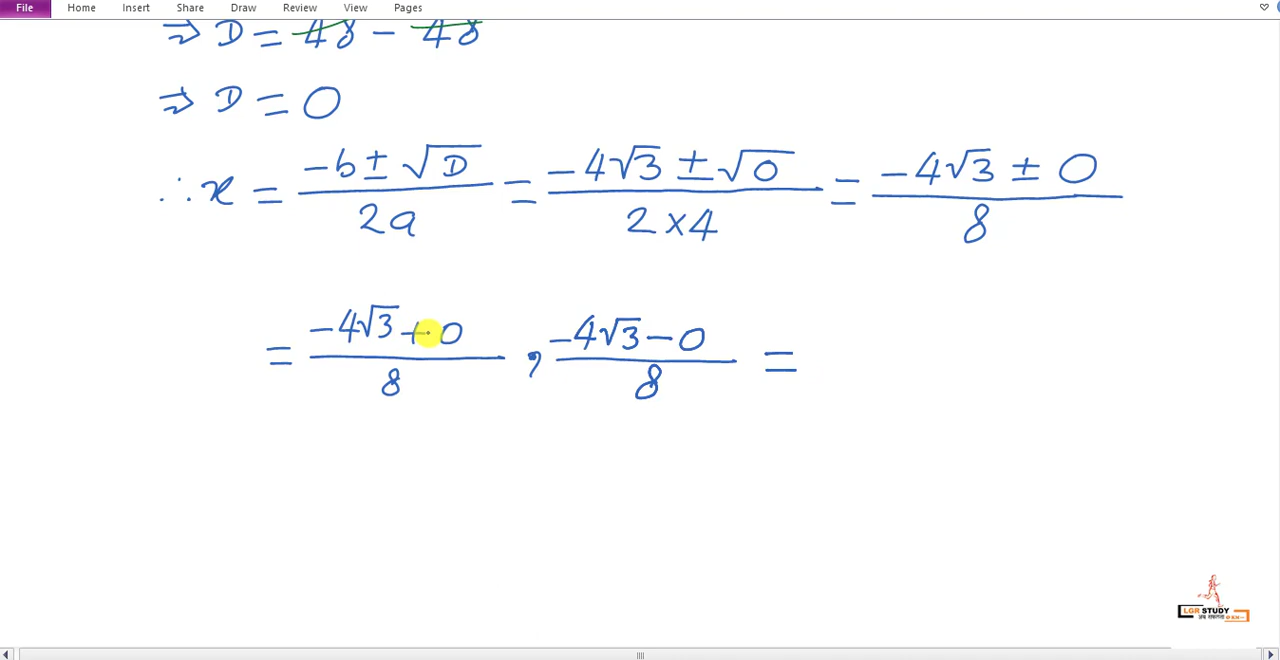 File Home Insert Share Draw Review View Pages
⇒ D = 48 - 48
⇒ D = 0
∴ x = (-b ± √D)/(2a) = (-4√3 ± √0)/(2×4) = (-4√3 ± 0)/8
= (-4√3 + 0)/8 , (-4√3 - 0)/8 =
LGR STUDY